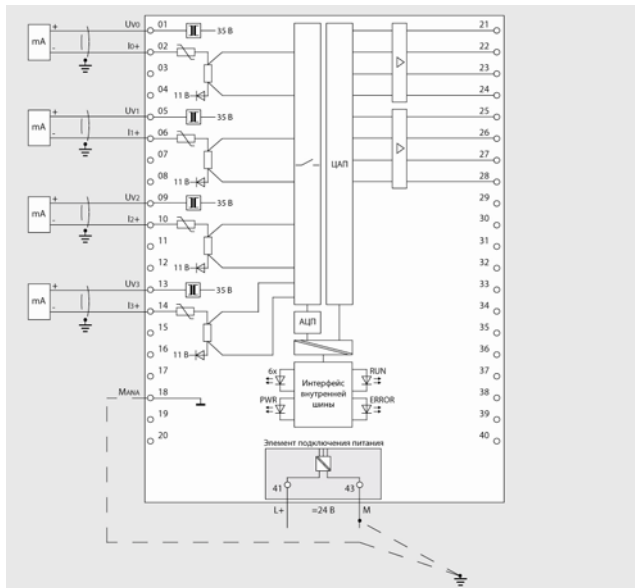 UV0 01 35 В 21
mA + -
I0+ 02 22
03 23
04 11 В 24
UV1 05 35 В 25
mA + -
I1+ 06 26
07 27
08 11 В 28
ЦАП
UV2 09 35 В 29
mA + -
I2+ 10 30
11 31
12 11 В 32
UV3 13 35 В 33
mA + -
I3+ 14 34
АЦП
15 35
16 11 В 36
17 37
6x RUN
Интерфейс
внутренней
шины
PWR ERROR
MANA 18 38
19 39
20 40
Элемент подключения питания
41 43
L+ =24 В M